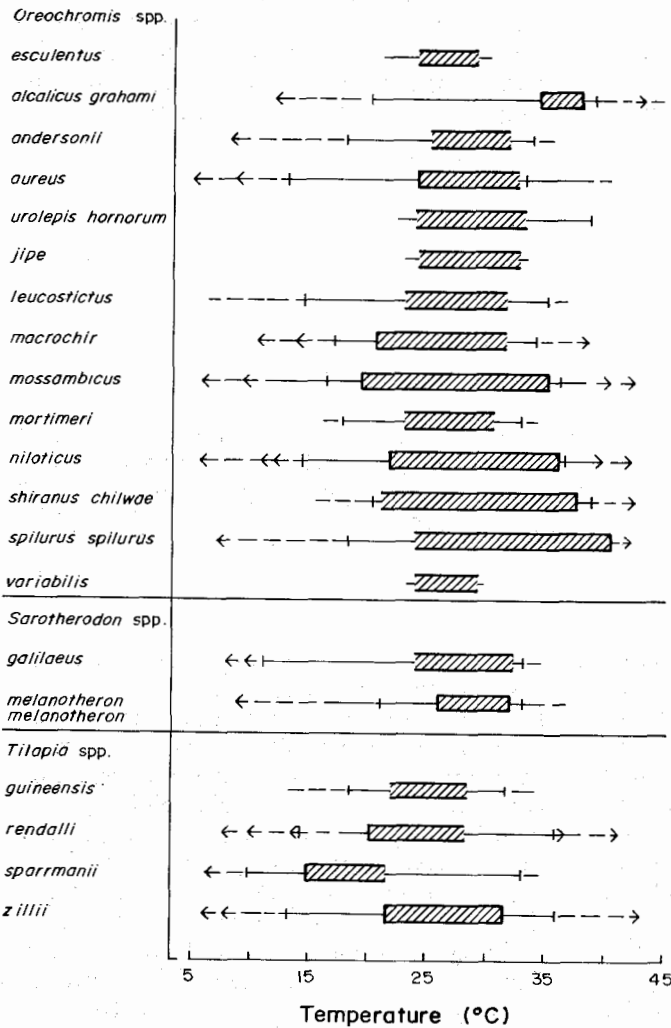 Oreochromis spp.
esculentus
alcalicus grahami
andersonii
aureus
urolepis hornorum
jipe
leucostictus
macrochir
mossambicus
mortimeri
niloticus
shiranus chilwae
spilurus spilurus
variabilis
Sarotherodon spp.
galilaeus
melanotheron
melanotheron
Tilapia spp.
guineensis
rendalli
sparrmanii
zillii
5 15 25 35 45
Temperature (°C)